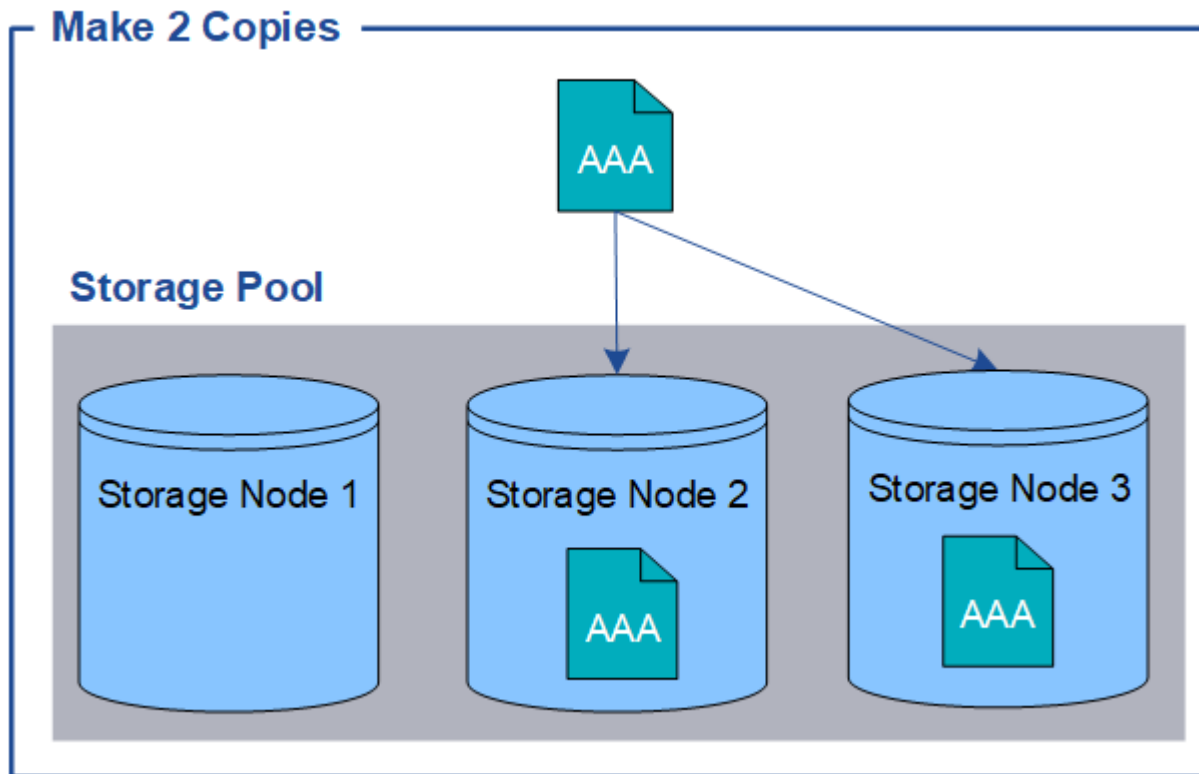 Make 2 Copies
AAA
Storage Pool
Storage Node 1
Storage Node 2
Storage Node 3
AAA
AAA